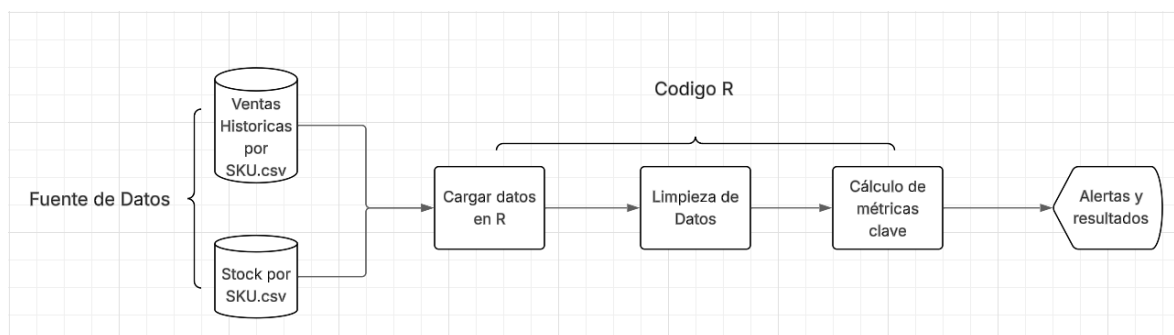 Codigo R
Ventas
Historicas
por
SKU.csv
Fuente de Datos
Stock por
SKU.csv
Cargar datos
en R
Limpieza de
Datos
Cálculo de
métricas
clave
Alertas y
resultados